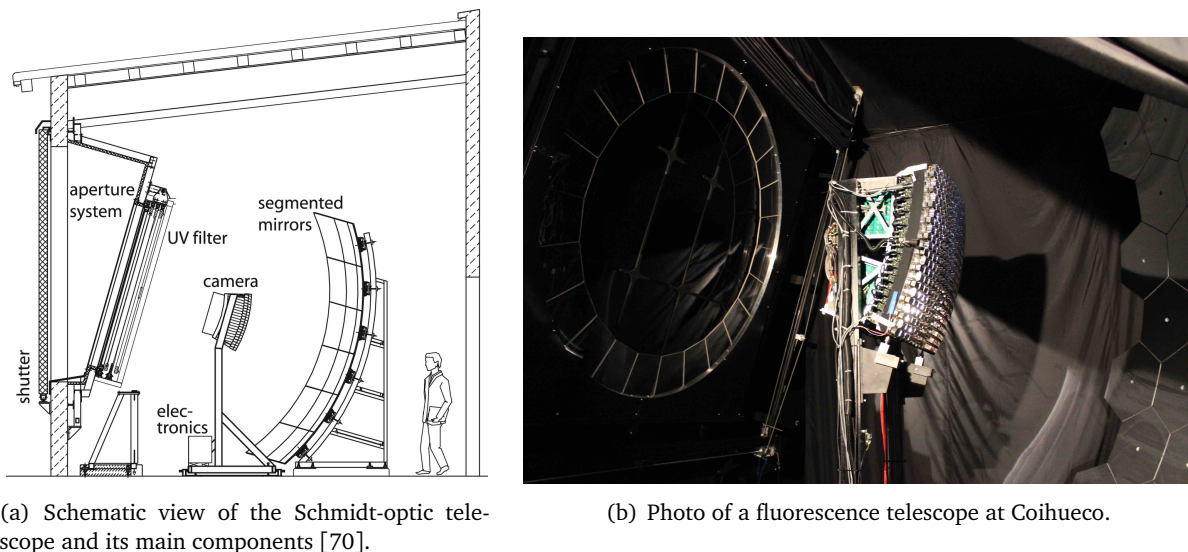 aperture
system
UV filter
segmented
mirrors
camera
shutter
elec-
tronics
(a) Schematic view of the Schmidt-optic tele-
scope and its main components [70].
(b) Photo of a fluorescence telescope at Coihueco.